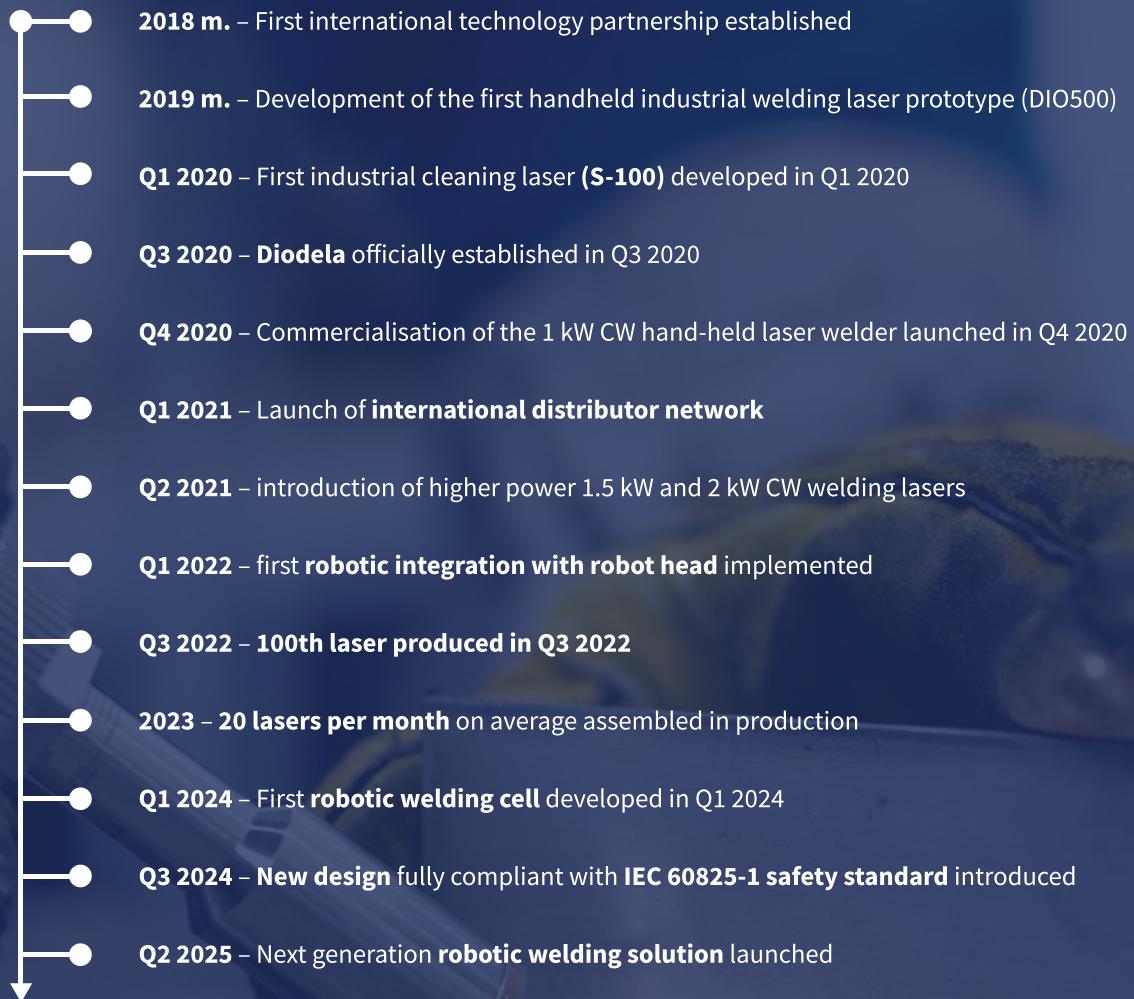 2018 m. – First international technology partnership established
2019 m. – Development of the first handheld industrial welding laser prototype (DIO500)
Q1 2020 – First industrial cleaning laser (S-100) developed in Q1 2020
Q3 2020 – Diodela officially established in Q3 2020
Q4 2020 – Commercialisation of the 1 kW CW hand-held laser welder launched in Q4 2020
Q1 2021 – Launch of international distributor network
Q2 2021 – introduction of higher power 1.5 kW and 2 kW CW welding lasers
Q1 2022 – first robotic integration with robot head implemented
Q3 2022 – 100th laser produced in Q3 2022
2023 – 20 lasers per month on average assembled in production
Q1 2024 – First robotic welding cell developed in Q1 2024
Q3 2024 – New design fully compliant with IEC 60825-1 safety standard introduced
Q2 2025 – Next generation robotic welding solution launched